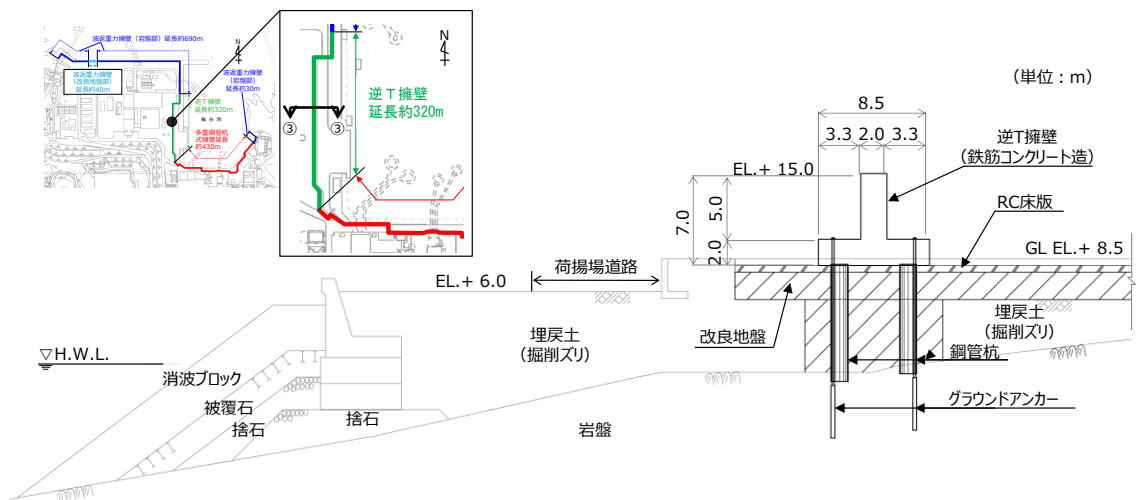 波返重力擁壁（岩盤部）延長約690m
N
波返重力擁壁
（改良地盤部）
延長約40m
逆T擁壁
延長約320m
輪谷湾
波返重力擁壁
（岩盤部）
延長約30m
多重鋼管杭
式擁壁延長
約430m
N
逆T擁壁
延長約320m
③
③
（単位：m）
8.5
3.3
2.0
3.3
逆T擁壁
（鉄筋コンクリート造）
EL.+ 15.0
7.0
5.0
2.0
RC床版
GL EL.+ 8.5
EL.+ 6.0
荷揚場道路
埋戻土
（掘削ズリ）
改良地盤
埋戻土
（掘削ズリ）
鋼管杭
グラウンドアンカー
▽H.W.L.
消波ブロック
被覆石
捨石
捨石
岩盤